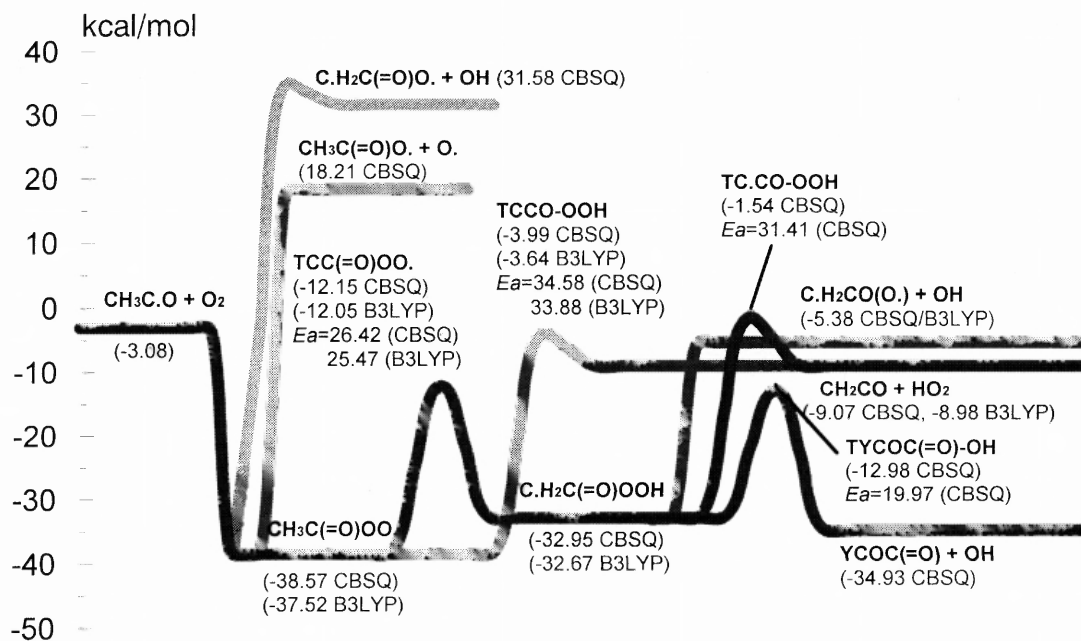 kcal/mol
40
30
20
10
0
-10
-20
-30
-40
-50
C.H2C(=O)O. + OH (31.58 CBSQ)
CH3C(=O)O. + O.
(18.21 CBSQ)
TCCO-OOH
(-3.99 CBSQ)
(-3.64 B3LYP)
Ea=34.58 (CBSQ)
33.88 (B3LYP)
TC.CO-OOH
(-1.54 CBSQ)
Ea=31.41 (CBSQ)
TCC(=O)OO.
(-12.15 CBSQ)
(-12.05 B3LYP)
Ea=26.42 (CBSQ)
25.47 (B3LYP)
CH3C.O + O2
(-3.08)
C.H2CO(O.) + OH
(-5.38 CBSQ/B3LYP)
CH2CO + HO2
(-9.07 CBSQ, -8.98 B3LYP)
TYCOC(=O)-OH
(-12.98 CBSQ)
Ea=19.97 (CBSQ)
C.H2C(=O)OOH
(-32.95 CBSQ)
(-32.67 B3LYP)
CH3C(=O)OO
(-38.57 CBSQ)
(-37.52 B3LYP)
YCOC(=O) + OH
(-34.93 CBSQ)